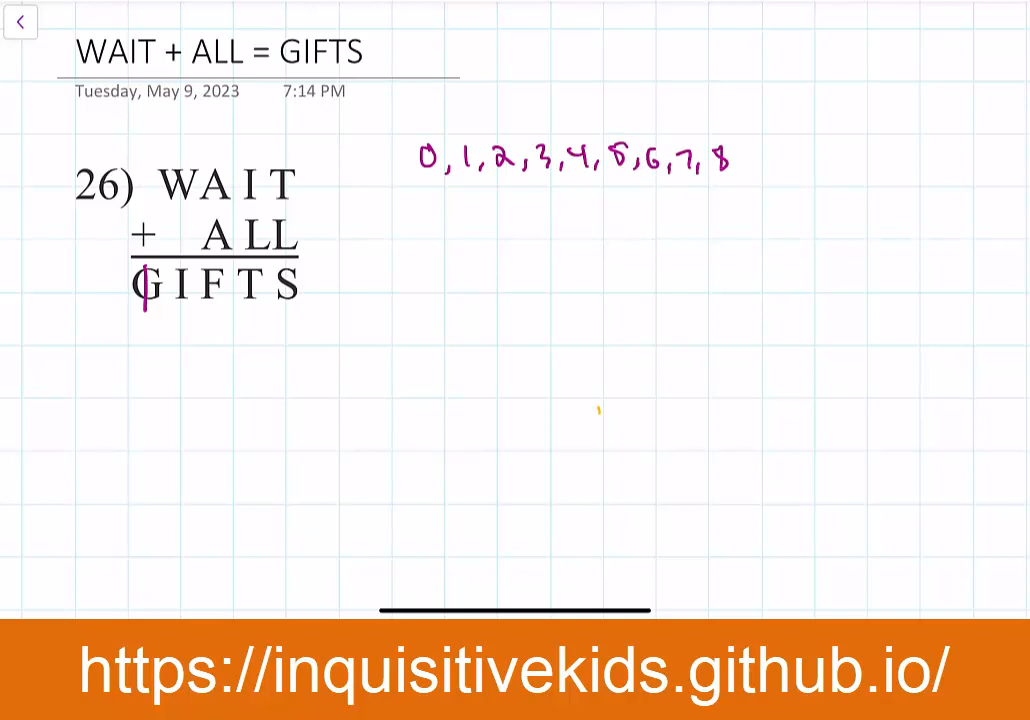 WAIT + ALL = GIFTS
Tuesday, May 9, 2023 7:14 PM
0, 1, 2, 3, 4, 5, 6, 7, 8
26) WAIT
+ ALL
GIFTS
https://inquisitivekids.github.io/